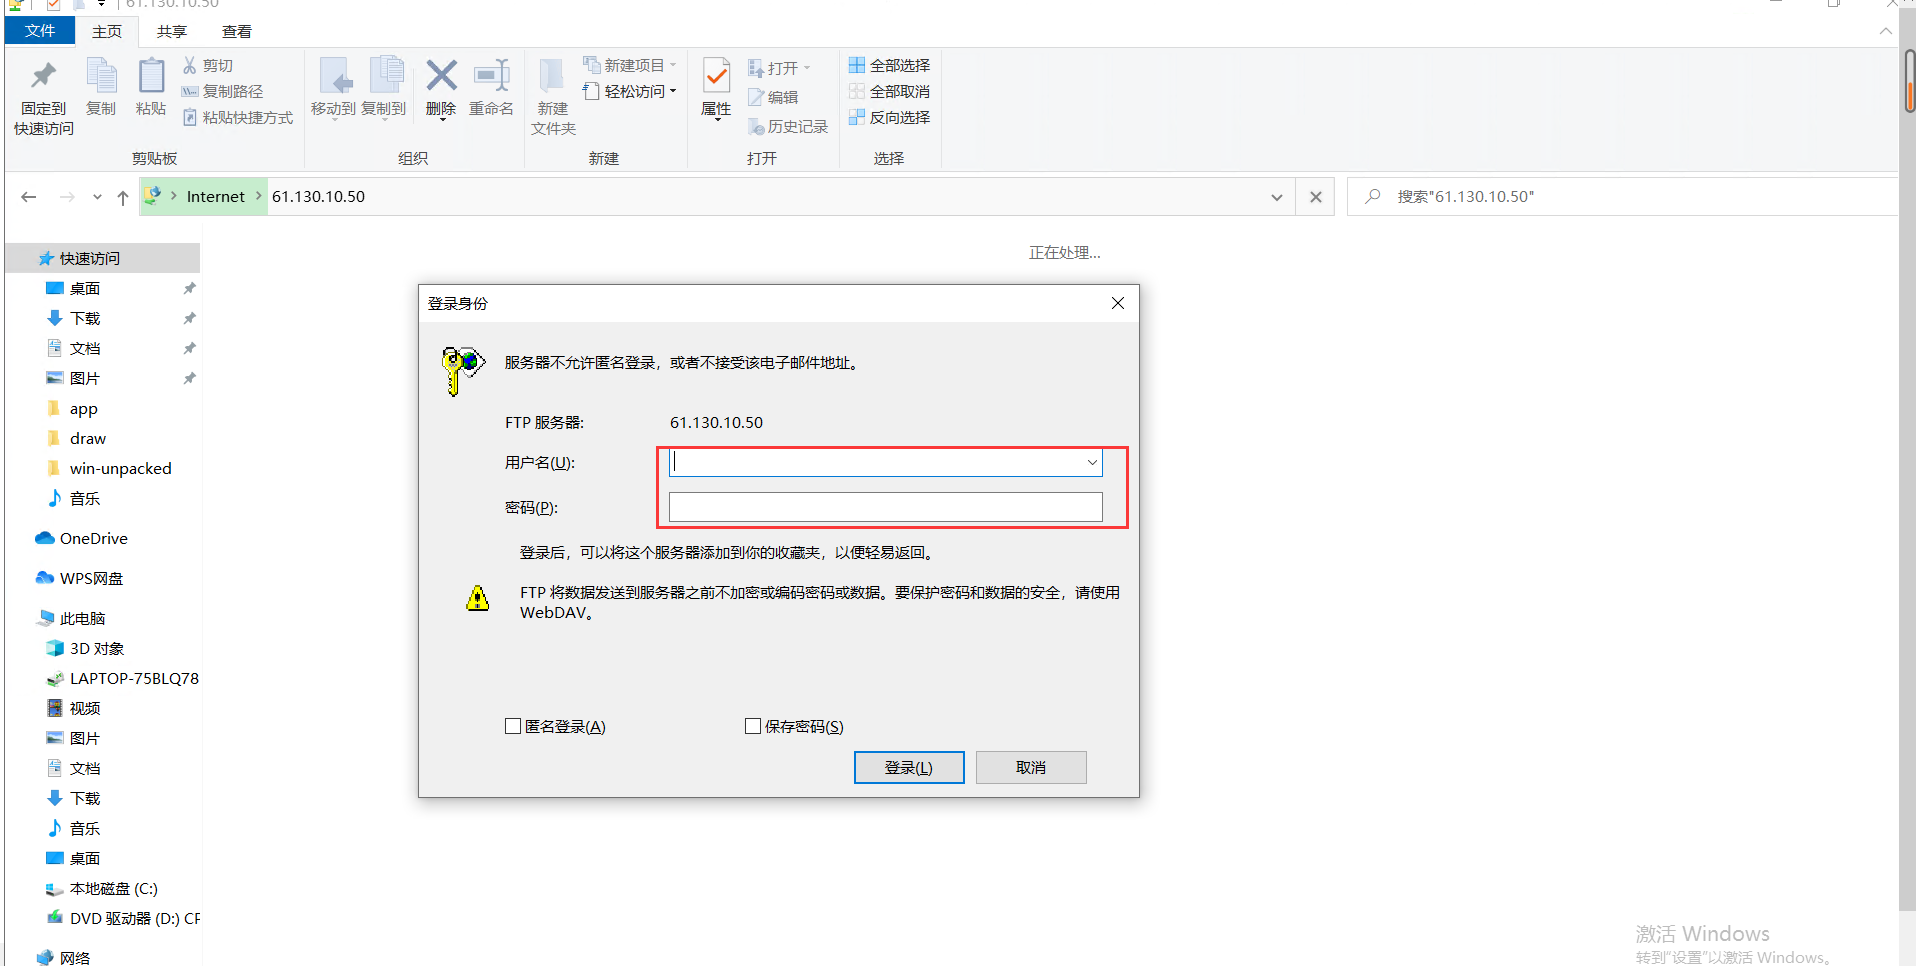 61.130.10.50
文件 主页 共享 查看
固定到
快速访问
复制
粘贴
剪切
复制路径
粘贴快捷方式
剪贴板
移动到 复制到 删除 重命名
组织
新建
文件夹
新建项目
轻松访问
新建
属性
打开
编辑
历史记录
打开
全部选择
全部取消
反向选择
选择
Internet 61.130.10.50
搜索"61.130.10.50"
正在处理...
快速访问
桌面
下载
文档
图片
app
draw
win-unpacked
音乐
OneDrive
WPS网盘
此电脑
3D 对象
LAPTOP-75BLQ78
视频
图片
文档
下载
音乐
桌面
本地磁盘 (C:)
DVD 驱动器 (D:) CF
网络
登录身份
服务器不允许匿名登录，或者不接受该电子邮件地址。
FTP 服务器: 61.130.10.50
用户名(U):
密码(P):
登录后，可以将这个服务器添加到你的收藏夹，以便轻易返回。
FTP 将数据发送到服务器之前不加密或编码密码或数据。要保护密码和数据的安全，请使用
WebDAV。
匿名登录(A) 保存密码(S)
登录(L) 取消
激活 Windows
转到"设置"以激活 Windows。